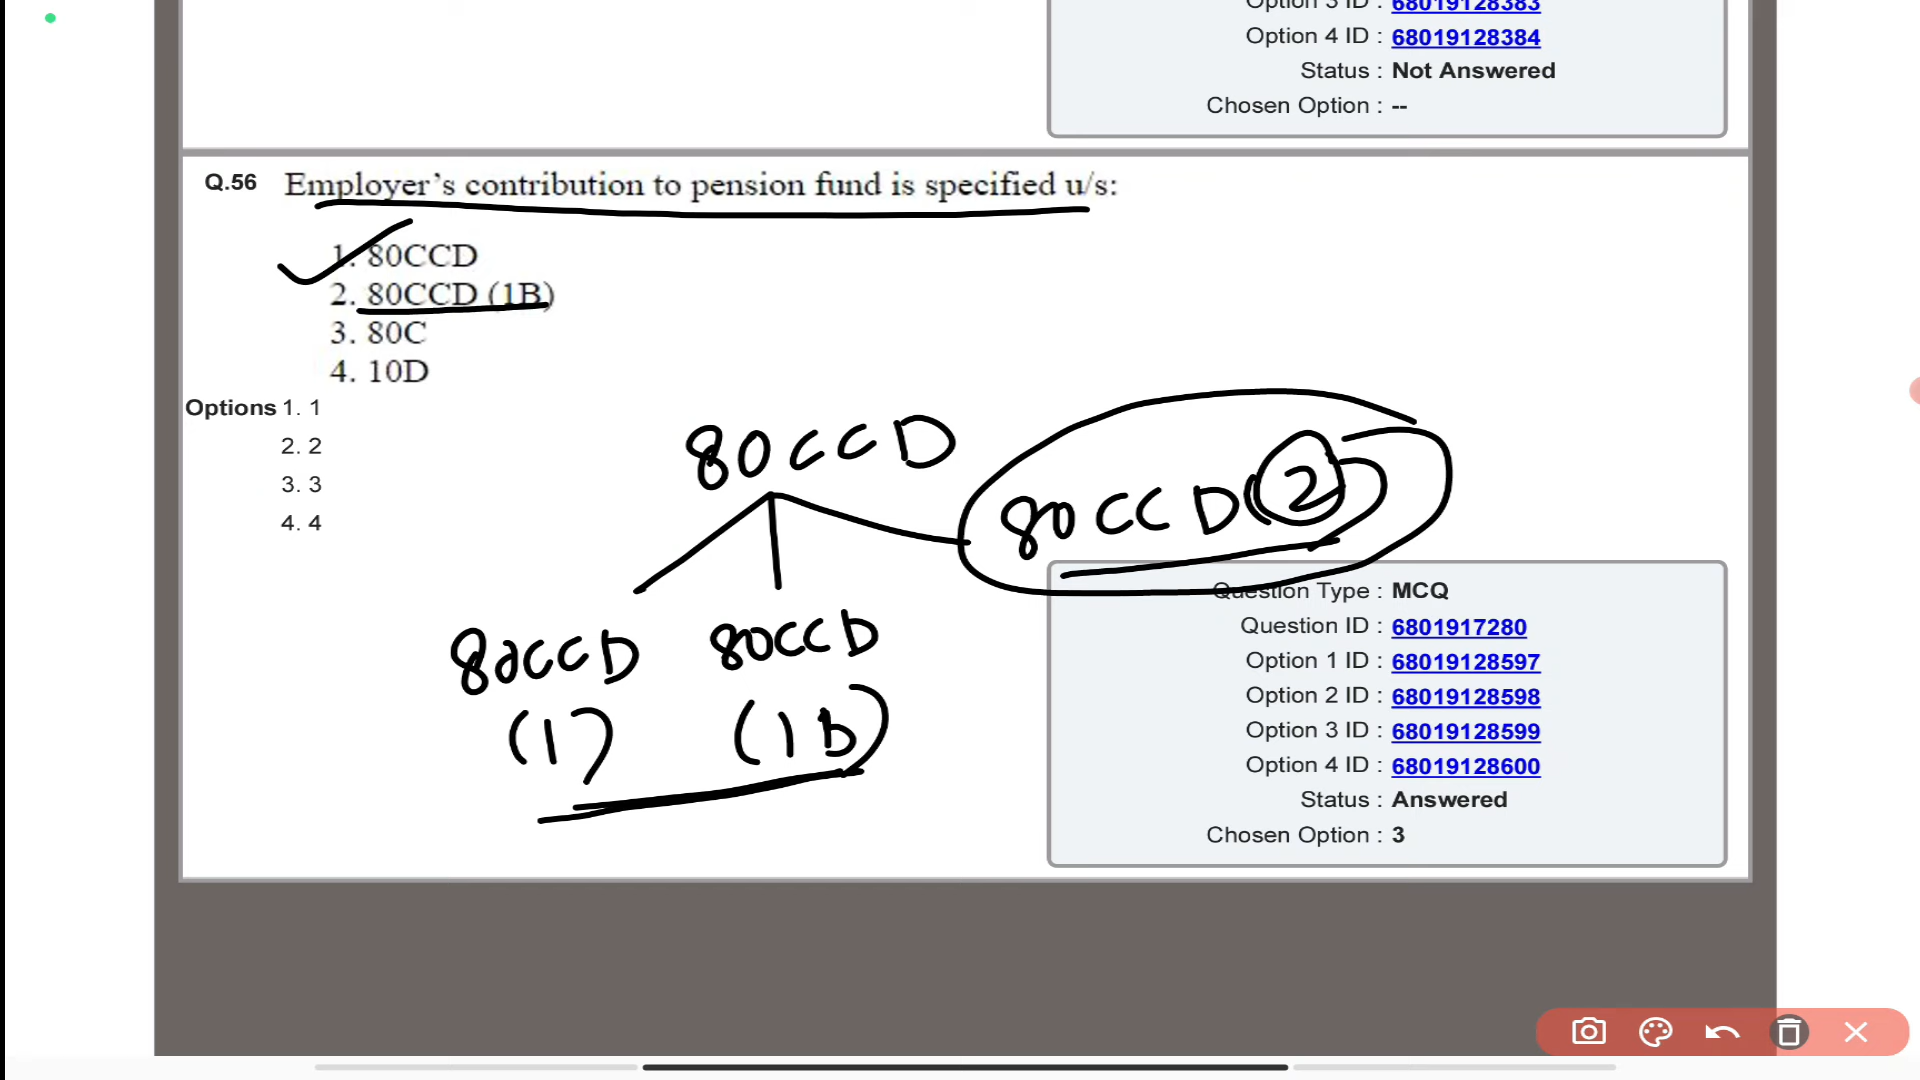 Option 3 ID : 68019128383
Option 4 ID : 68019128384
Status : Not Answered
Chosen Option : --
Q.56 Employer's contribution to pension fund is specified u/s:
1. 80CCD
2. 80CCD (1B)
3. 80C
4. 10D
Options 1. 1
2. 2
3. 3
4. 4
80CCD
80CCD(2)
80CCD 80CCD
(1) (1b)
Question Type : MCQ
Question ID : 6801917280
Option 1 ID : 68019128597
Option 2 ID : 68019128598
Option 3 ID : 68019128599
Option 4 ID : 68019128600
Status : Answered
Chosen Option : 3